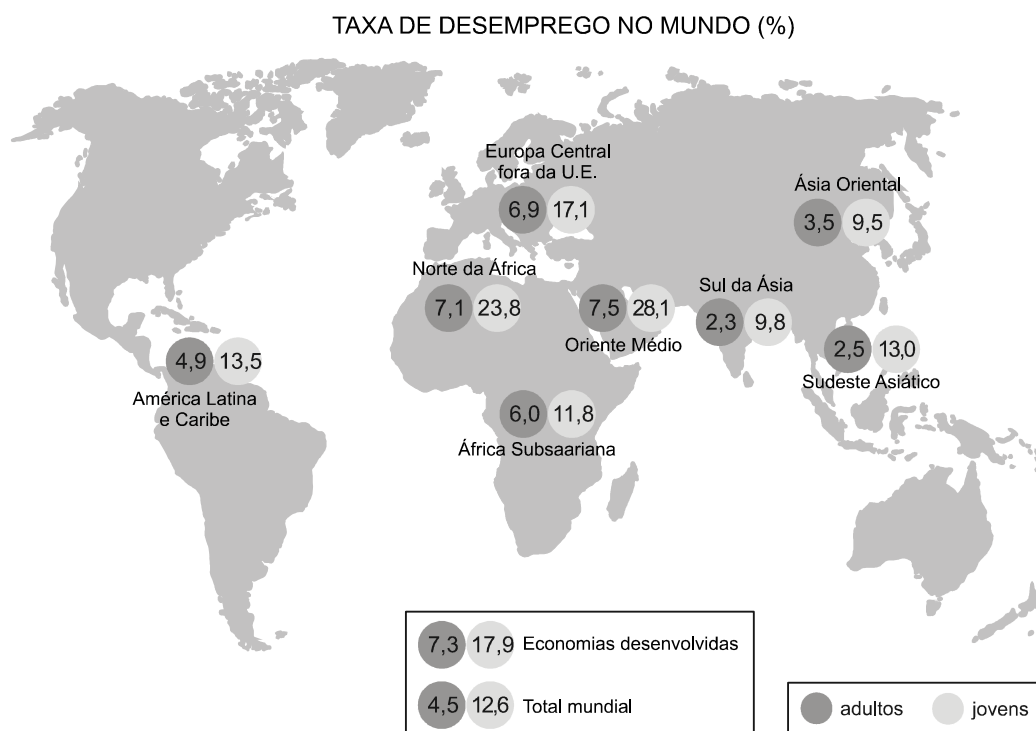 TAXA DE DESEMPREGO NO MUNDO (%)
Europa Central
fora da U.E.
6,9 17,1
Ásia Oriental
3,5 9,5
Norte da África
7,1 23,8
7,5 28,1
Oriente Médio
Sul da Ásia
2,3 9,8
2,5 13,0
Sudeste Asiático
4,9 13,5
América Latina
e Caribe
6,0 11,8
África Subsaariana
7,3 17,9 Economias desenvolvidas
4,5 12,6 Total mundial
adultos jovens